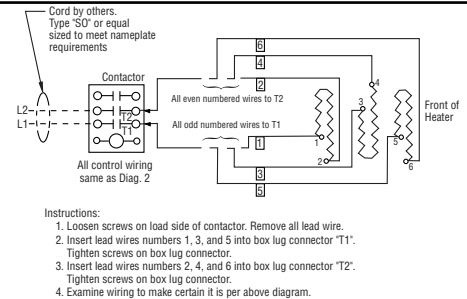 Cord by others.
Type "SO" or equal
sized to meet nameplate
requirements
6
4
Contactor
2
4
All even numbered wires to T2
3
Front of
Heater
L2
T2
L1
T1
All odd numbered wires to T1
1
1
5
2
6
All control wiring
same as Diag. 2
3
5
Instructions:
1. Loosen screws on load side of contactor. Remove all lead wire.
2. Insert lead wires numbers 1, 3, and 5 into box lug connector "T1".
Tighten screws on box lug connector.
3. Insert lead wires numbers 2, 4, and 6 into box lug connector "T2".
Tighten screws on box lug connector.
4. Examine wiring to make certain it is per above diagram.